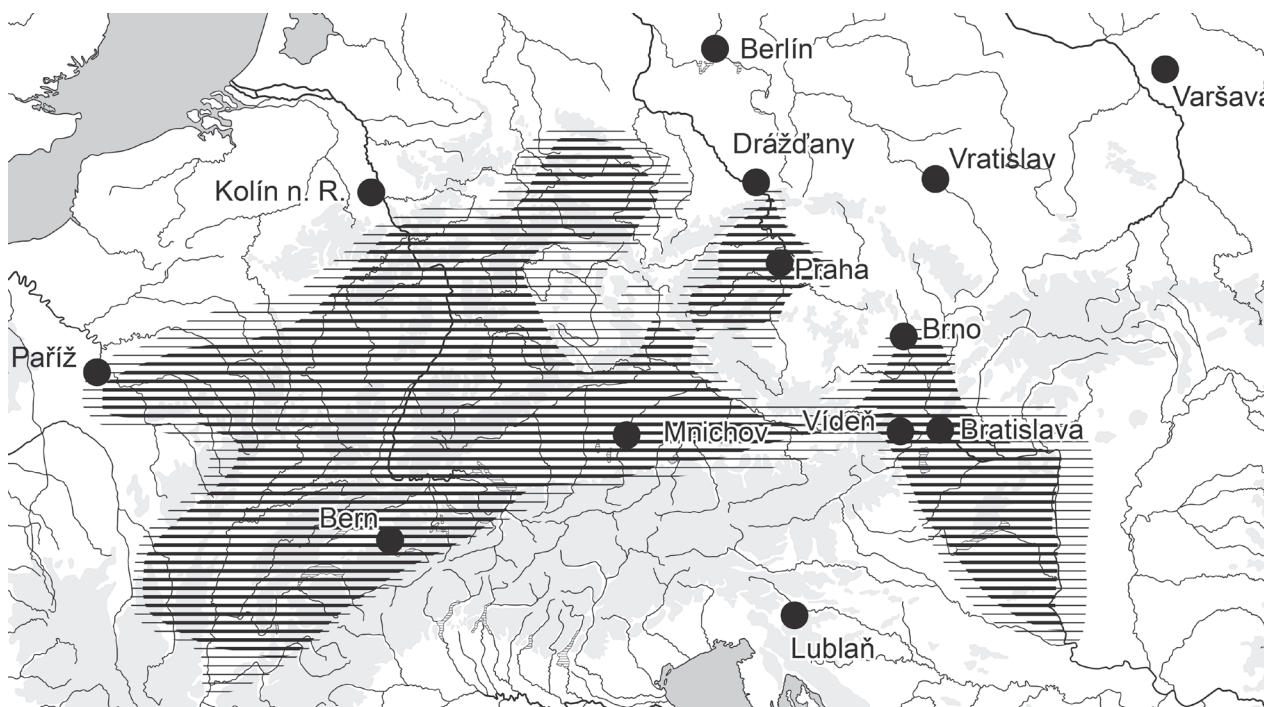 Berlín
Varšava
Drážďany
Vratislav
Kolín n. R.
Praha
Brno
Paříž
Vídeň
Mnichov
Bratislava
Bern
Lublaň